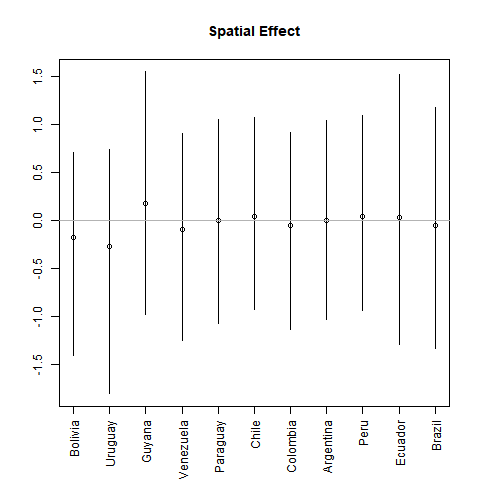 Spatial Effect
1.5
1.0
0.5
0.0
-0.5
-1.0
-1.5
Bolivia
Uruguay
Guyana
Venezuela
Paraguay
Chile
Colombia
Argentina
Peru
Ecuador
Brazil